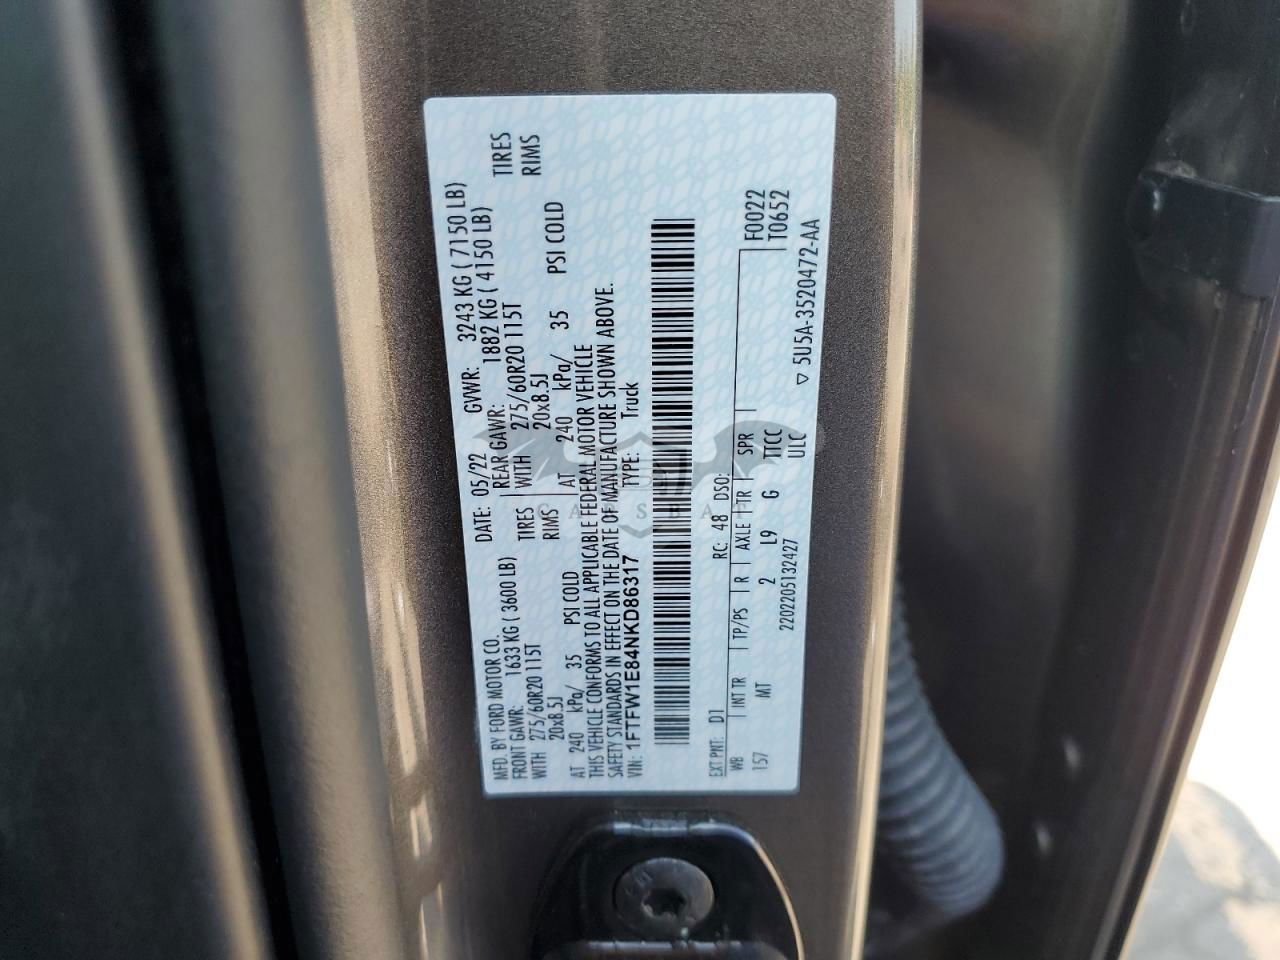 MFD. BY FORD MOTOR CO.
DATE: 05/22 GVWR: 3243 KG ( 7150 LB)
FRONT GAWR: 1633 KG ( 3600 LB)
REAR GAWR: 1882 KG ( 4150 LB)
WITH 275/60R20 115T TIRES
WITH 275/60R20 115T TIRES
20x8.5J RIMS
20x8.5J RIMS
AT 240 kPa/ 35 PSI COLD
AT 240 kPa/ 35 PSI COLD
THIS VEHICLE CONFORMS TO ALL APPLICABLE FEDERAL MOTOR VEHICLE
SAFETY STANDARDS IN EFFECT ON THE DATE OF MANUFACTURE SHOWN ABOVE.
VIN: 1FTFW1E84NKD86317 TYPE: Truck
EXT PNT: D1 RC: 48 DSO: F0022
WB INT TR TP/PS R AXLE TR SPR T0652
157 MT 2 L9 G TTCC
2202205132427 ULC
▽ 5U5A-3520472-AA